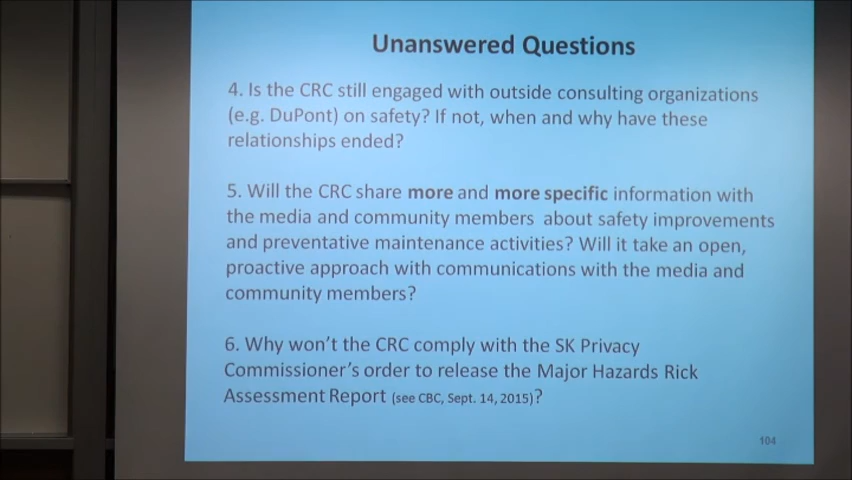 Unanswered Questions
4. Is the CRC still engaged with outside consulting organizations
(e.g. DuPont) on safety? If not, when and why have these
relationships ended?
5. Will the CRC share more and more specific information with
the media and community members about safety improvements
and preventative maintenance activities? Will it take an open,
proactive approach with communications with the media and
community members?
6. Why won't the CRC comply with the SK Privacy
Commissioner's order to release the Major Hazards Rick
Assessment Report (see CBC, Sept. 14, 2015)?
104